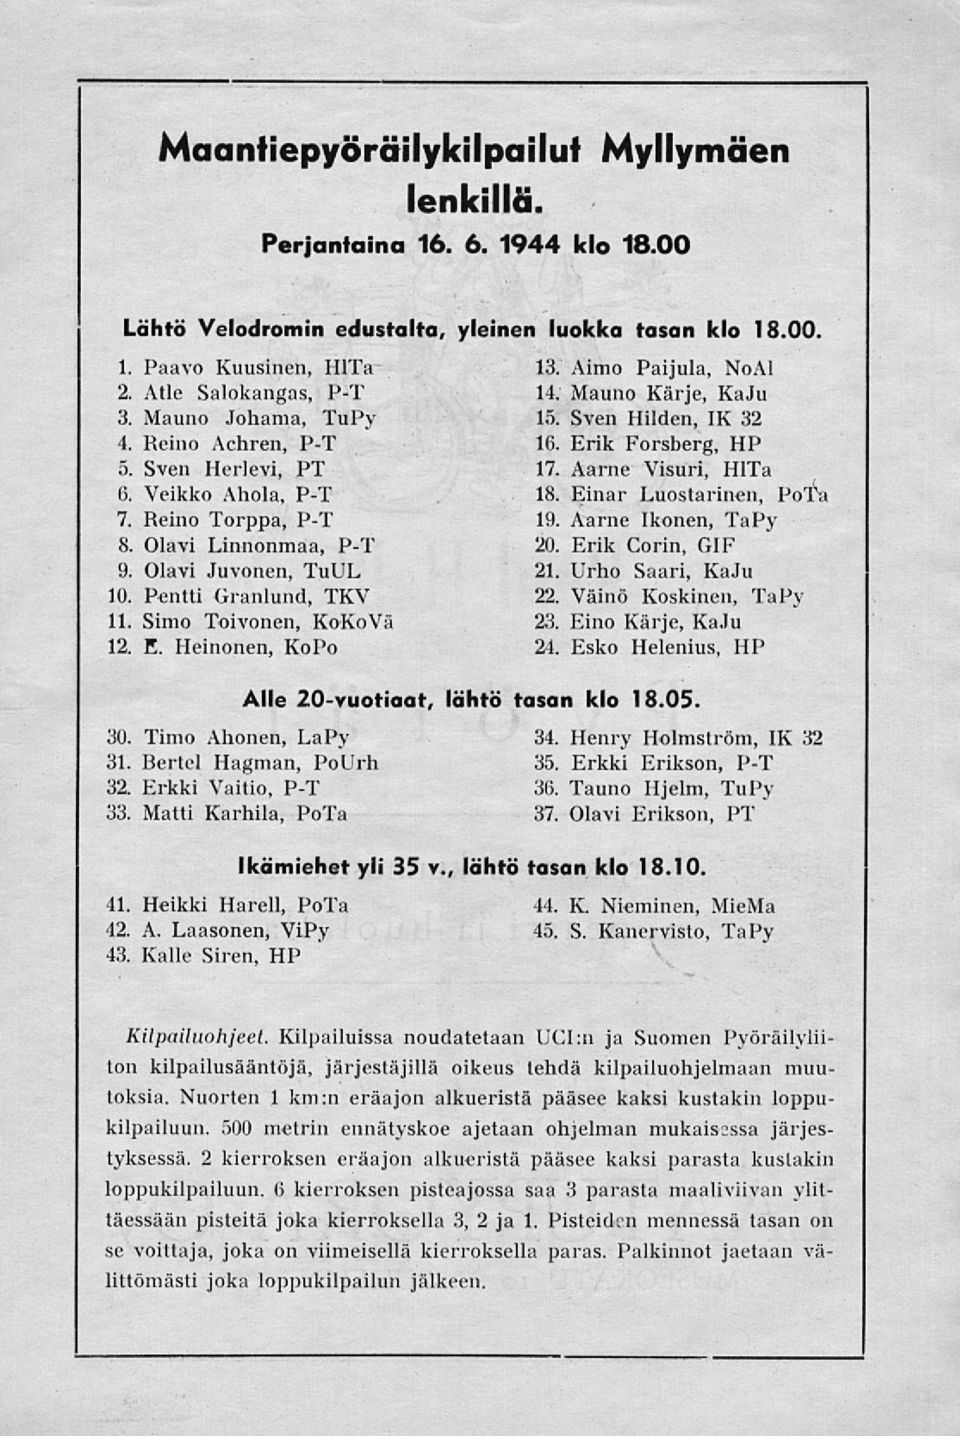 Maantiepyöräilykilpailut Myllymäen
lenkillä.
Perjantaina 16. 6. 1944 klo 18.00
Lähtö Velodromin edustalta, yleinen luokka tasan klo 18.00.
1. Paavo Kuusinen, HlTa
2. Atle Salokangas, P-T
3. Mauno Johama, TuPy
4. Reino Achren, P-T
5. Sven Herlevi, PT
6. Veikko Ahola, P-T
7. Reino Torppa, P-T
8. Olavi Linnonmaa, P-T
9. Olavi Juvonen, TuUL
10. Pentti Granlund, TKV
11. Simo Toivonen, KoKoVä
12. E. Heinonen, KoPo
13. Aimo Paijula, NoAl
14. Mauno Kärje, KaJu
15. Sven Hilden, IK 32
16. Erik Forsberg, HP
17. Aarne Visuri, HlTa
18. Einar Luostarinen, PoTa
19. Aarne Ikonen, TaPy
20. Erik Corin, GIF
21. Urho Saari, KaJu
22. Väinö Koskinen, TaPy
23. Eino Kärje, KaJu
24. Esko Helenius, HP
Alle 20-vuotiaat, lähtö tasan klo 18.05.
30. Timo Ahonen, LaPy
31. Bertel Hagman, PoUrh
32. Erkki Vaitio, P-T
33. Matti Karhila, PoTa
34. Henry Holmström, IK 32
35. Erkki Erikson, P-T
36. Tauno Hjelm, TuPy
37. Olavi Erikson, PT
Ikämiehet yli 35 v., lähtö tasan klo 18.10.
41. Heikki Harell, PoTa
42. A. Laasonen, ViPy
43. Kalle Siren, HP
44. K. Nieminen, MieMa
45. S. Kanervisto, TaPy
Kilpailuohjeet. Kilpailuissa noudatetaan UCI:n ja Suomen Pyöräilylii-
ton kilpailusääntöjä, järjestäjillä oikeus tehdä kilpailuohjelmaan muu-
toksia. Nuorten 1 km:n eräajon alkueristä pääsee kaksi kustakin loppu-
kilpailuun. 500 metrin ennätyskoe ajetaan ohjelman mukaisessa järjes-
tyksessä. 2 kierroksen eräajon alkueristä pääsee kaksi parasta kustakin
loppukilpailuun. 6 kierroksen pisteajossa saa 3 parasta maaliviivan ylit-
täessään pisteitä joka kierroksella 3, 2 ja 1. Pisteiden mennessä tasan on
se voittaja, joka on viimeisellä kierroksella paras. Palkinnot jaetaan vä-
littömästi joka loppukilpailun jälkeen.